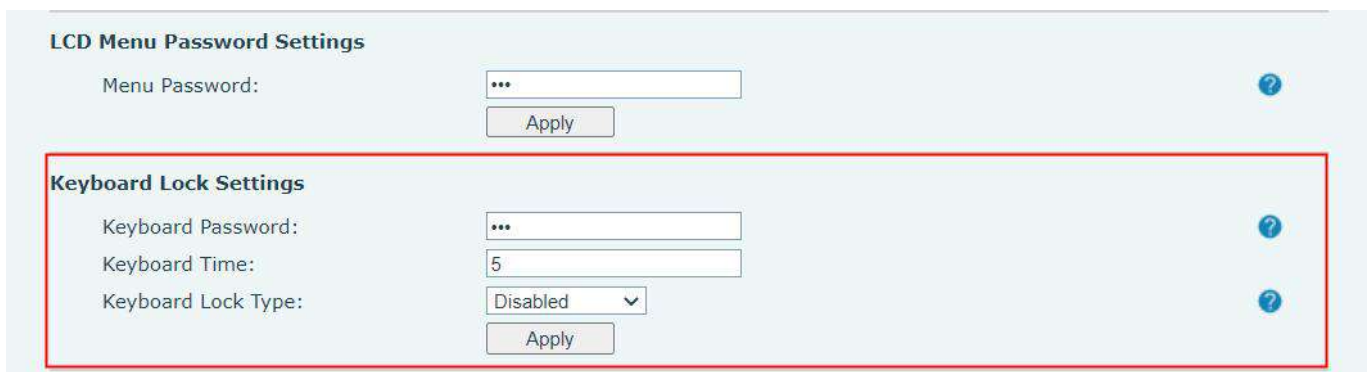 LCD Menu Password Settings
Menu Password: •••
Apply
Keyboard Lock Settings
Keyboard Password: •••
Keyboard Time: 5
Keyboard Lock Type: Disabled
Apply